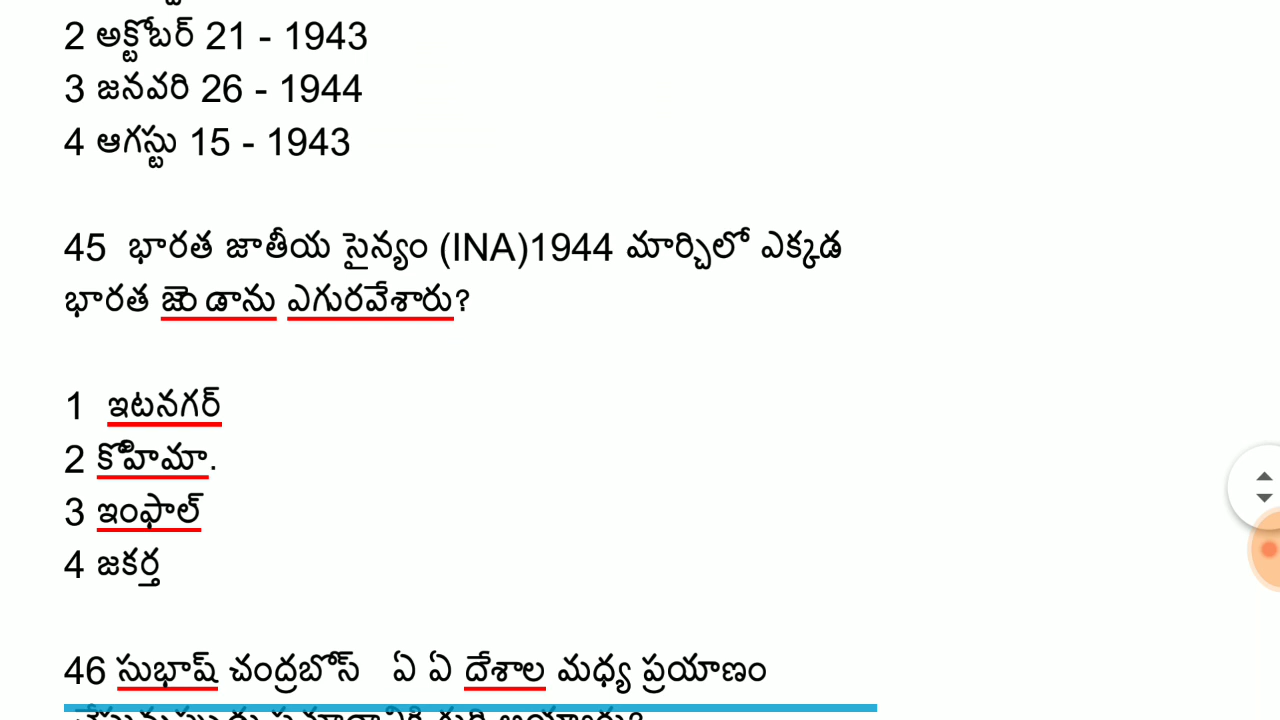 2 అక్టోబర్ 21 - 1943
3 జనవరి 26 - 1944
4 ఆగస్టు 15 - 1943
45 భారత జాతీయ సైన్యం (INA)1944 మార్చిలో ఎక్కడ
భారత జెండాను ఎగురవేశారు?
1 ఇటనగర్
2 కోహిమా.
3 ఇంఫాల్
4 జకర్త
46 సుభాష్ చంద్రబోస్ ఏ ఏ దేశాల మధ్య ప్రయాణం